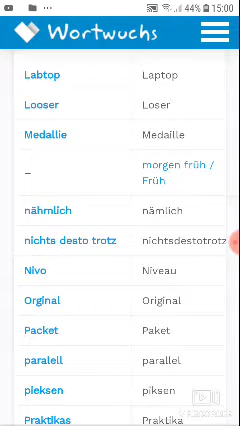 44% 15:00
Wortwuchs
Labtop Laptop
Looser Loser
Medallie Medaille
– morgen früh /
Früh
nähmlich nämlich
nichts desto trotz nichtsdestotrotz
Nivo Niveau
Orginal Original
Packet Paket
paralell parallel
pieksen piksen
Praktikas Praktika